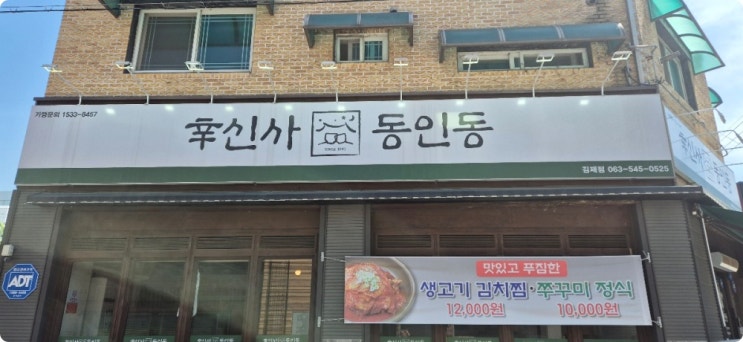 가맹문의 1533-8457
辛신사 동인동
김제점 063-545-0525
맛있고 푸짐한
생고기 김치찜·쭈꾸미 정식
12,000원 10,000원
ADT